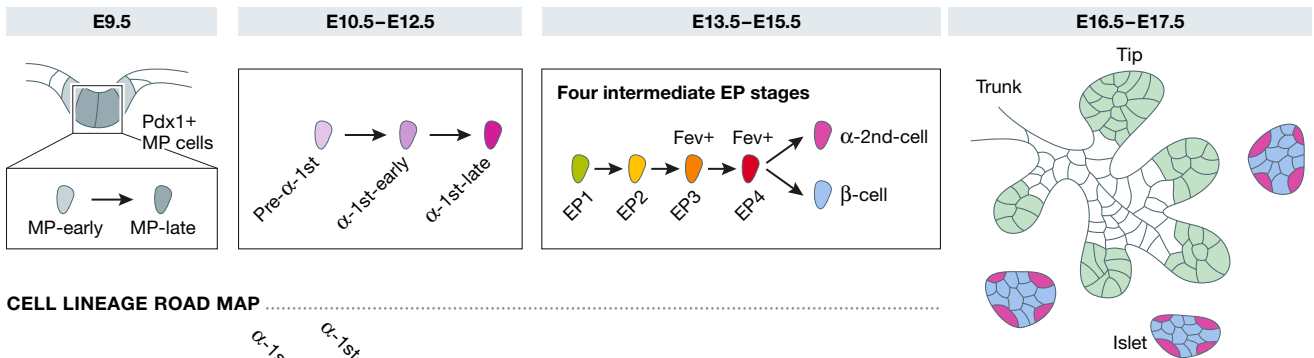 E9.5
E10.5–E12.5
E13.5–E15.5
E16.5–E17.5
Pdx1+
MP cells
MP-early
MP-late
Pre-α-1st
α-1st-early
α-1st-late
Four intermediate EP stages
Fev+
Fev+
α-2nd-cell
β-cell
EP1
EP2
EP3
EP4
Tip
Trunk
Islet
CELL LINEAGE ROAD MAP
α-1st